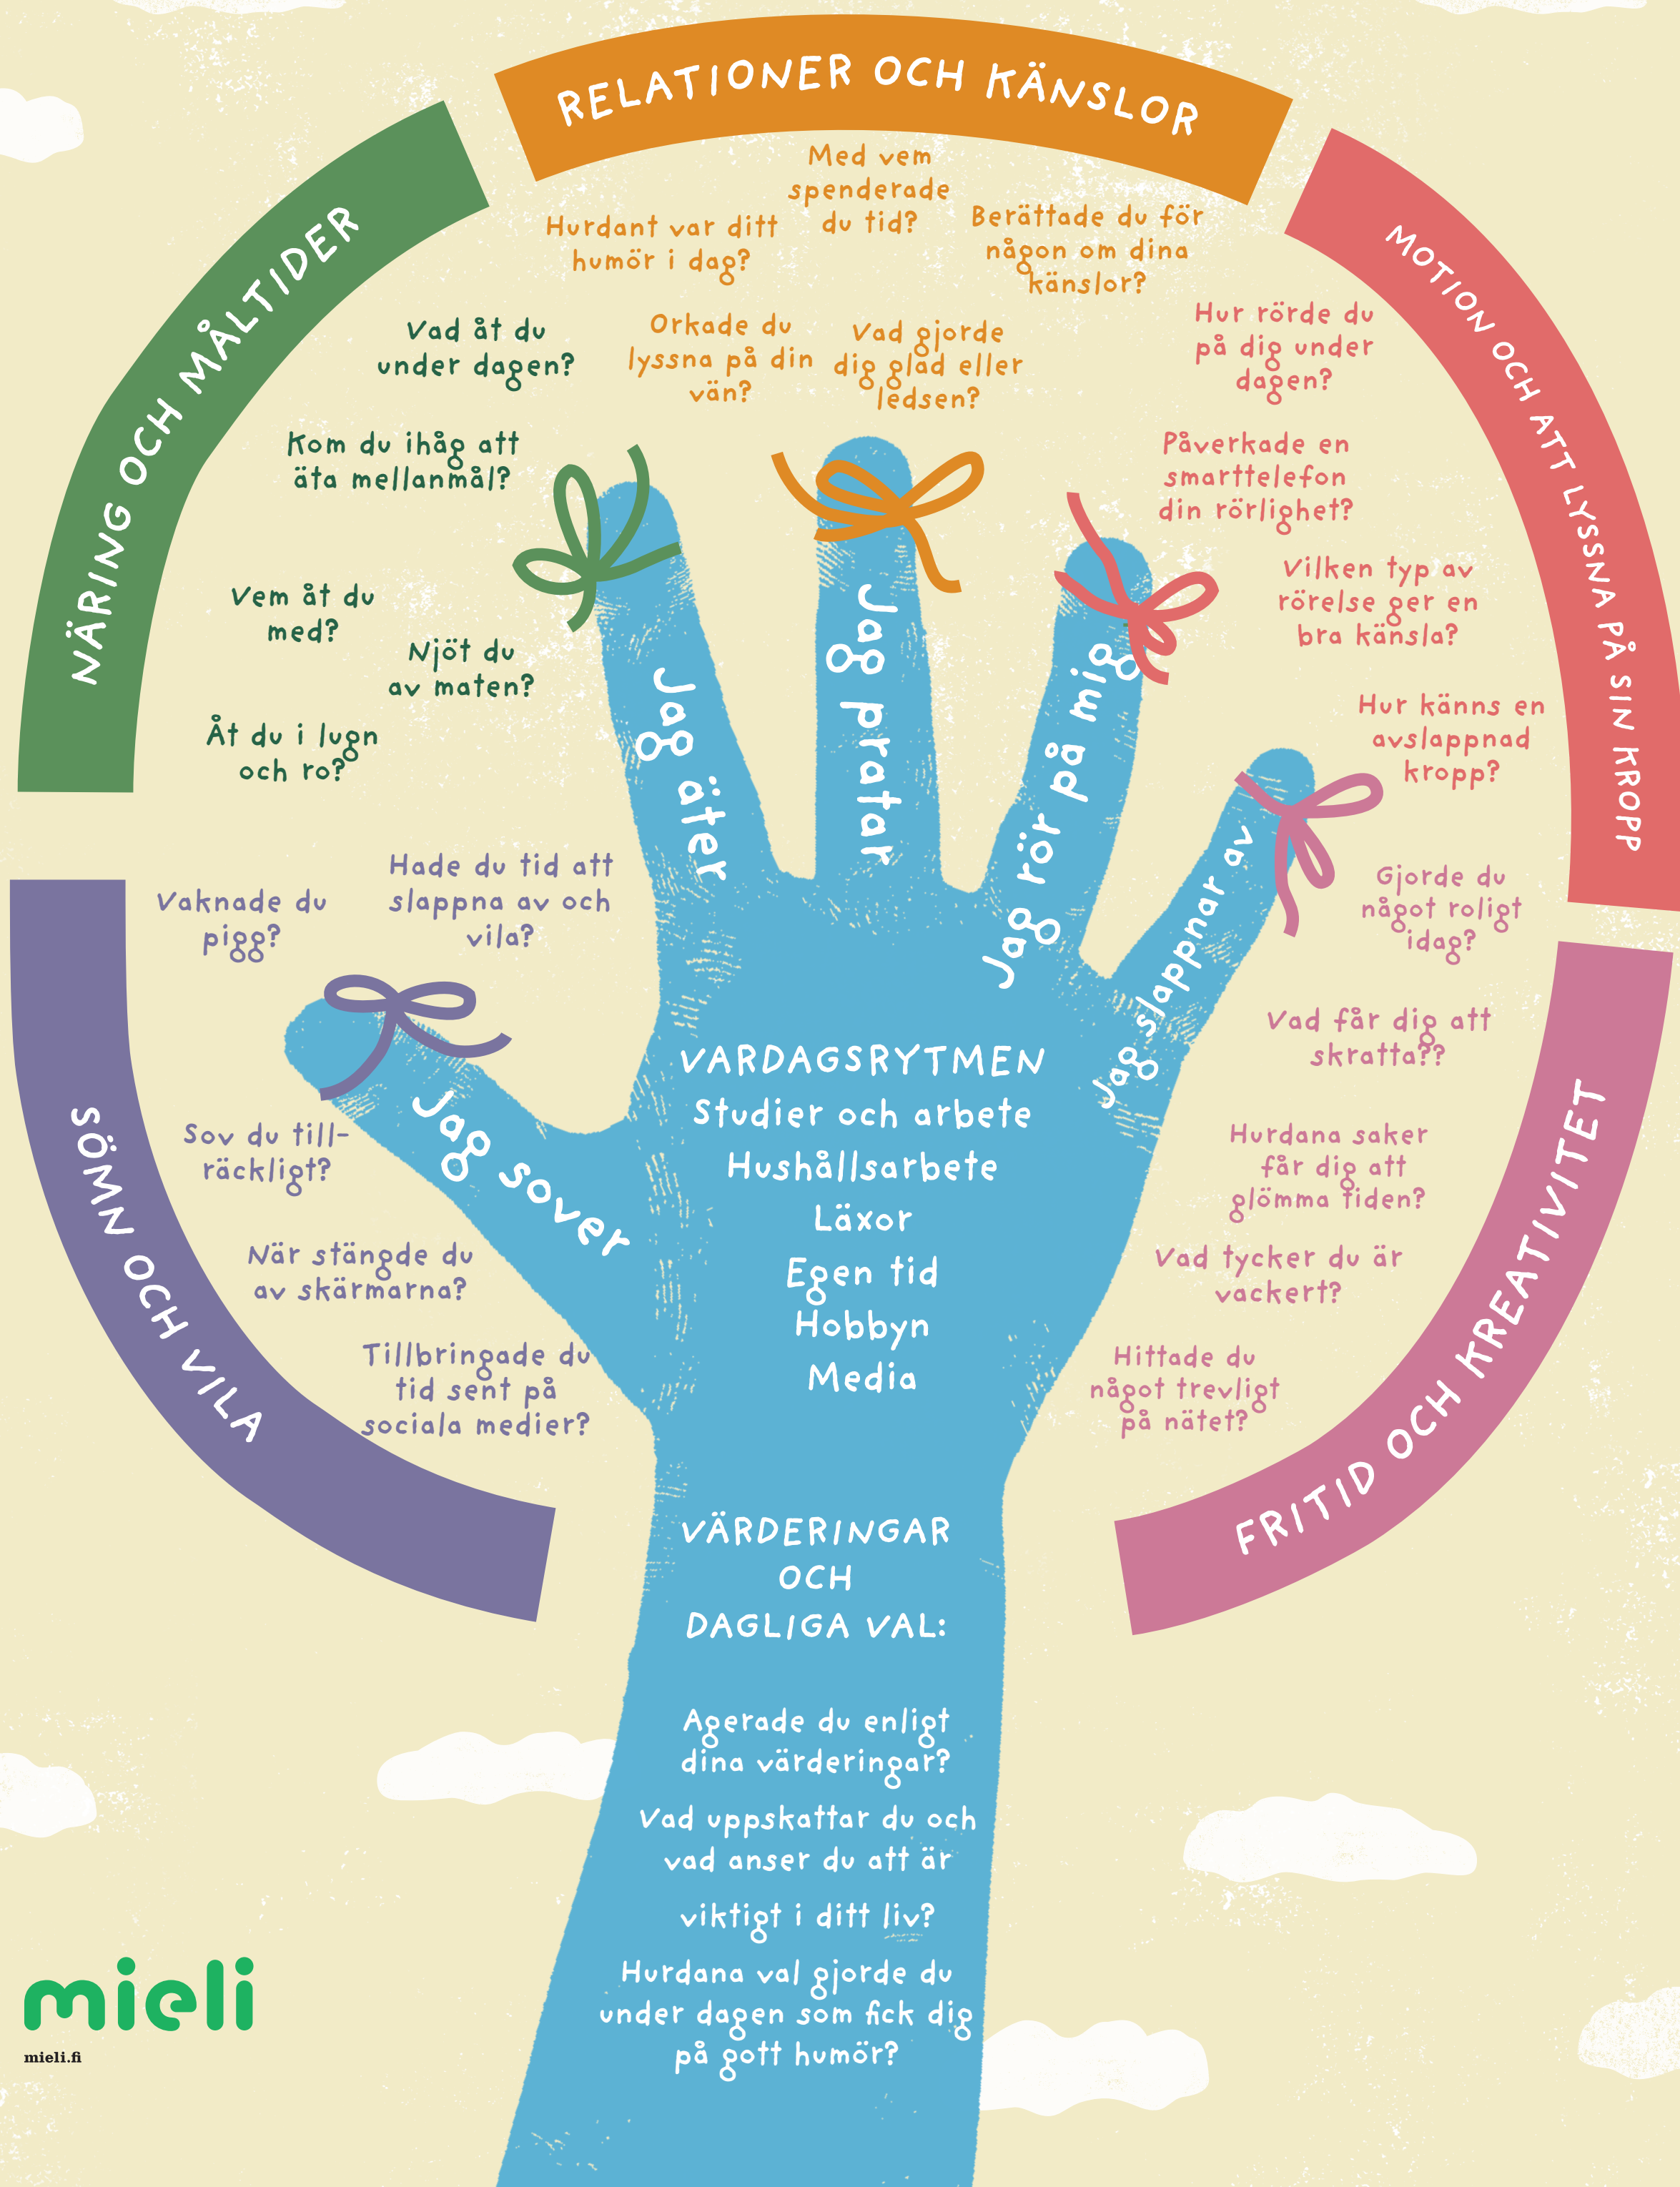 RELATIONER OCH KÄNSLOR
Med vem
spenderade
du tid?
Hurdant var ditt
humör i dag?
Berättade du för
någon om dina
känslor?
Orkade du
lyssna på din
vän?
Vad gjorde
dig glad eller
ledsen?
NÄRING OCH MÅLTIDER
Vad åt du
under dagen?
Kom du ihåg att
äta mellanmål?
Vem åt du
med?
Njöt du
av maten?
Åt du i lugn
och ro?
MOTION OCH ATT LYSSNA PÅ SIN KROPP
Hur rörde du
på dig under
dagen?
Påverkade en
smarttelefon
din rörlighet?
Vilken typ av
rörelse ger en
bra känsla?
Hur känns en
avslappnad
kropp?
Jag äter
Jag pratar
Jag rör på mig
Jag slappnar av
Jag sover
SÖMN OCH VILA
Vaknade du
pigg?
Hade du tid att
slappna av och
vila?
Sov du till-
räckligt?
När stängde du
av skärmarna?
Tillbringade du
tid sent på
sociala medier?
FRITID OCH KREATIVITET
Gjorde du
något roligt
idag?
Vad får dig att
skratta??
Hurdana saker
får dig att
glömma tiden?
Vad tycker du är
vackert?
Hittade du
något trevligt
på nätet?
VARDAGSRYTMEN
Studier och arbete
Hushållsarbete
Läxor
Egen tid
Hobbyn
Media
VÄRDERINGAR
OCH
DAGLIGA VAL:
Agerade du enligt
dina värderingar?
Vad uppskattar du och
vad anser du att är
viktigt i ditt liv?
Hurdana val gjorde du
under dagen som fick dig
på gott humör?
mieli
mieli.fi